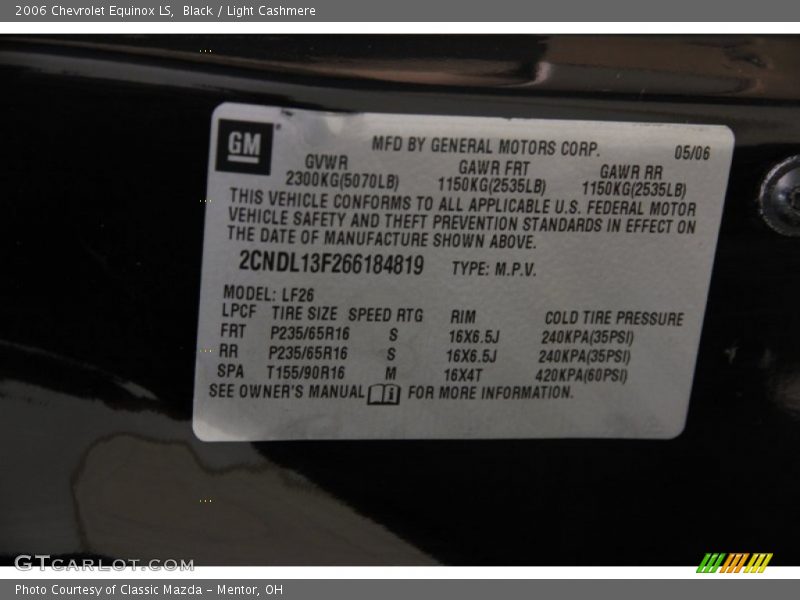 2006 Chevrolet Equinox LS,  Black / Light Cashmere
GM
MFD BY GENERAL MOTORS CORP. 05/06
GVWR GAWR FRT GAWR RR
2300KG(5070LB) 1150KG(2535LB) 1150KG(2535LB)
THIS VEHICLE CONFORMS TO ALL APPLICABLE U.S. FEDERAL MOTOR
VEHICLE SAFETY AND THEFT PREVENTION STANDARDS IN EFFECT ON
THE DATE OF MANUFACTURE SHOWN ABOVE.
2CNDL13F266184819 TYPE: M.P.V.
MODEL: LF26
LPCF TIRE SIZE SPEED RTG RIM COLD TIRE PRESSURE
FRT P235/65R16 S 16X6.5J 240KPA(35PSI)
RR P235/65R16 S 16X6.5J 240KPA(35PSI)
SPA T155/90R16 M 16X4T 420KPA(60PSI)
SEE OWNER'S MANUAL FOR MORE INFORMATION.
GTcarlot.com
Photo Courtesy of Classic Mazda - Mentor, OH